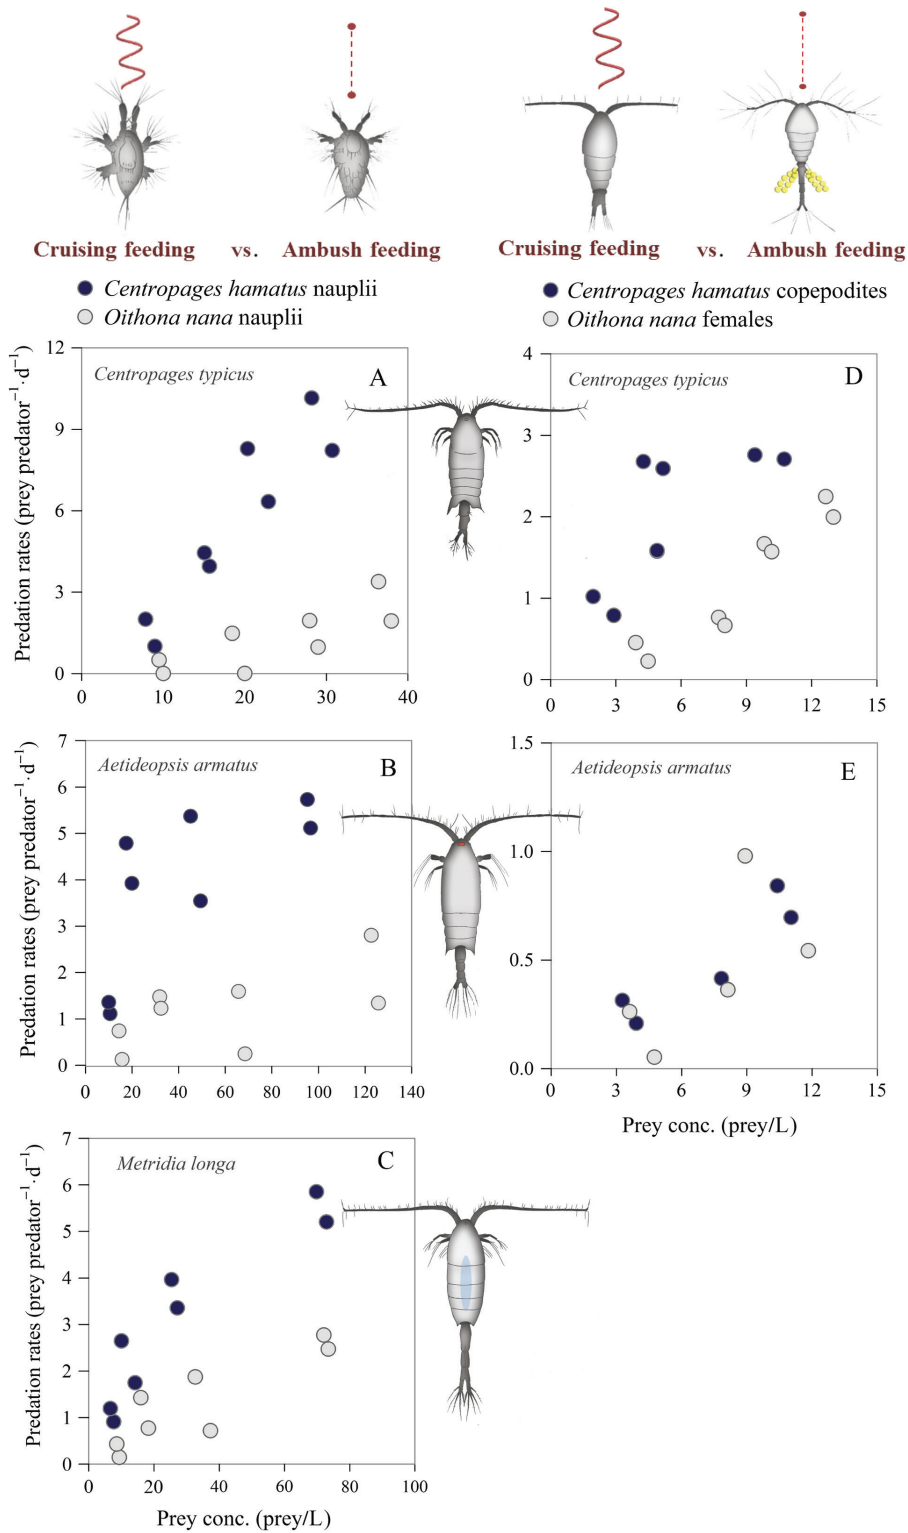 Cruising feeding vs. Ambush feeding
Centropages hamatus nauplii
Oithona nana nauplii
Cruising feeding vs. Ambush feeding
Centropages hamatus copepodites
Oithona nana females
Predation rates (prey predator⁻¹·d⁻¹)
12
9
6
3
0
Centropages typicus
A
0 10 20 30 40
4
3
2
1
0
Centropages typicus
D
0 3 6 9 12 15
Predation rates (prey predator⁻¹·d⁻¹)
7
6
5
4
3
2
1
0
Aetideopsis armatus
B
0 20 40 60 80 100 120 140
1.5
1.0
0.5
0.0
Aetideopsis armatus
E
0 3 6 9 12 15
Prey conc. (prey/L)
Predation rates (prey predator⁻¹·d⁻¹)
7
6
5
4
3
2
1
0
Metridia longa
C
0 20 40 60 80 100
Prey conc. (prey/L)